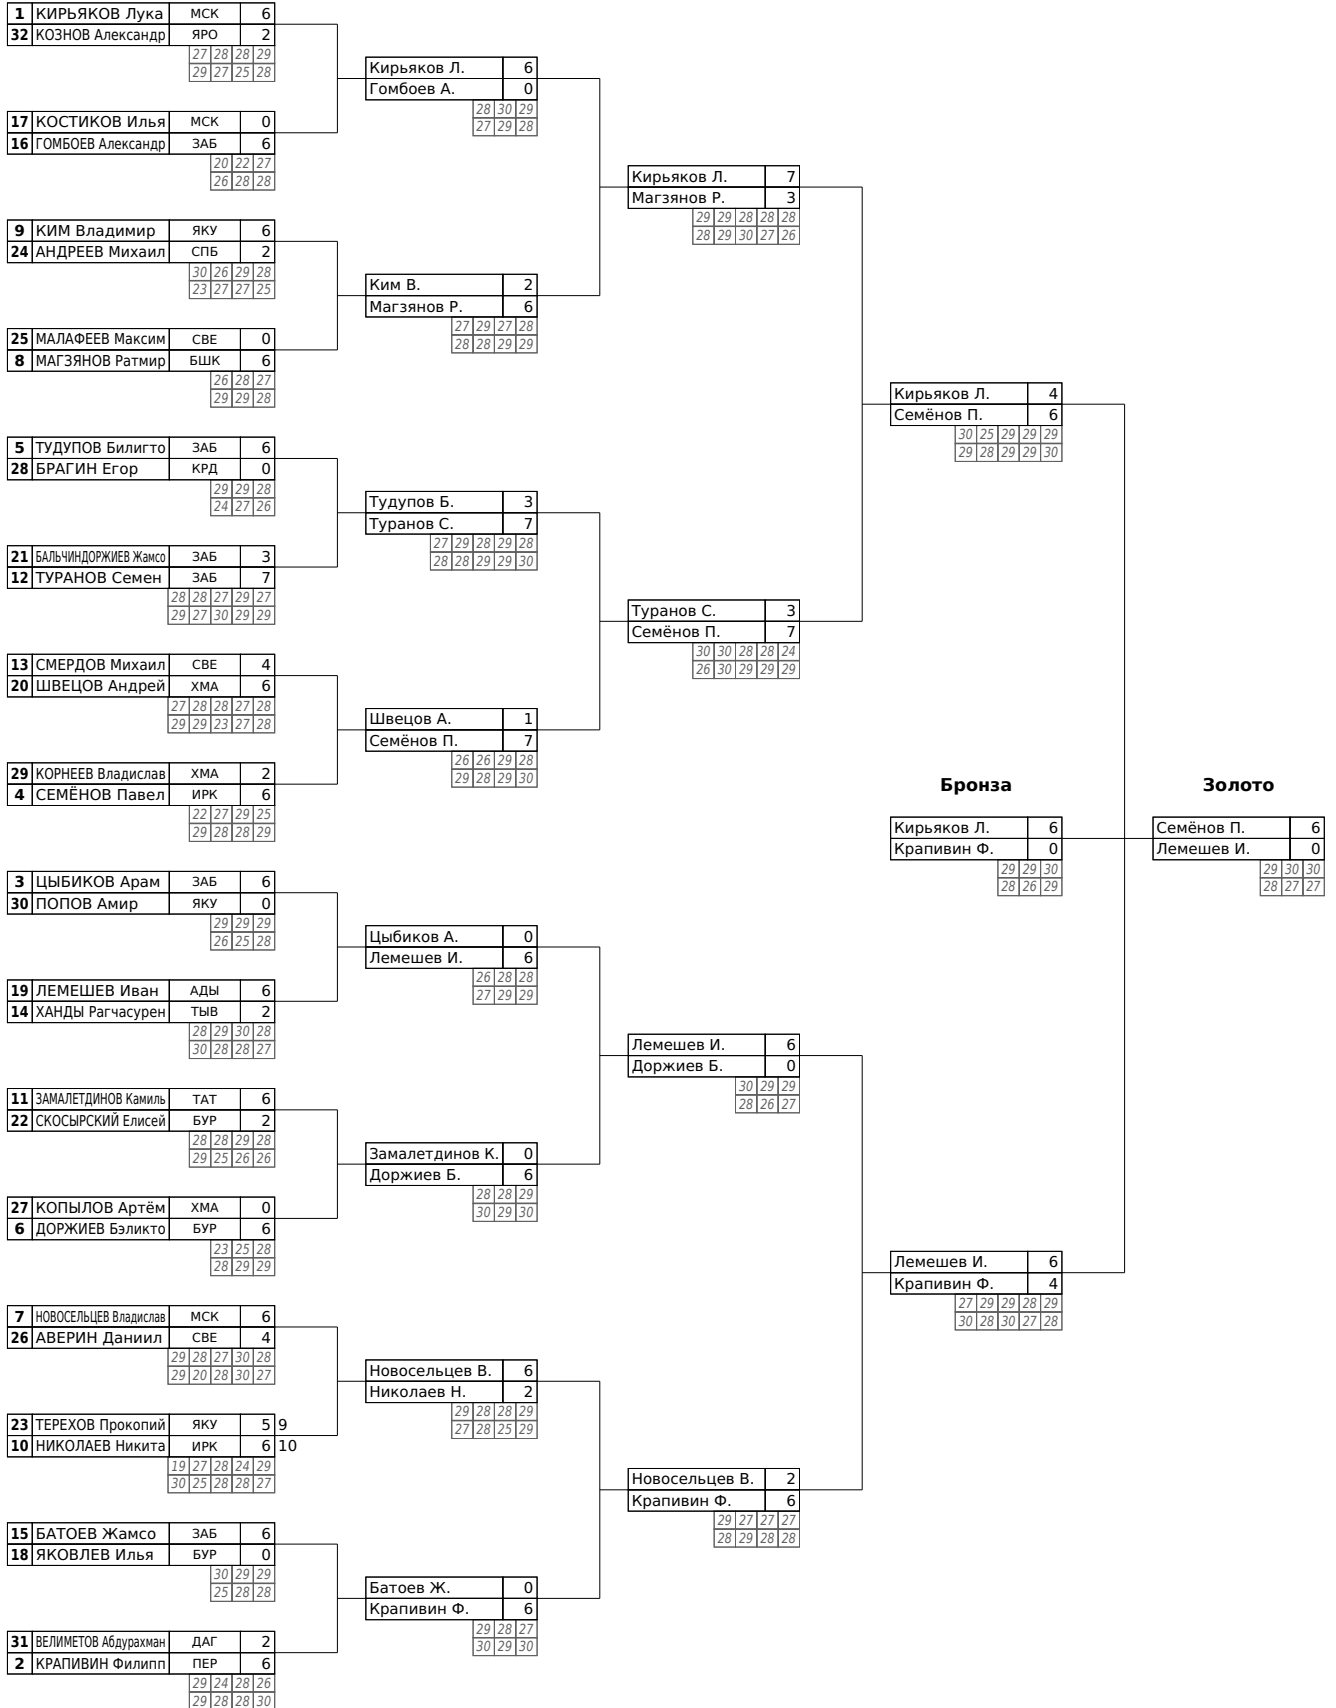 1 КИРЬЯКОВ Лука МСК 6
32 КОЗНОВ Александр ЯРО 2
27 28 28 29
29 27 25 28
17 КОСТИКОВ Илья МСК 0
16 ГОМБОЕВ Александр ЗАБ 6
20 22 27
26 28 28
9 КИМ Владимир ЯКУ 6
24 АНДРЕЕВ Михаил СПБ 2
30 26 29 28
23 27 27 25
25 МАЛАФЕЕВ Максим СВЕ 0
8 МАГЗЯНОВ Ратмир БШК 6
26 28 27
29 29 28
5 ТУДУПОВ Билигто ЗАБ 6
28 БРАГИН Егор КРД 0
29 29 28
24 27 26
21 БАЛЬЧИНДОРЖИЕВ Жамсо ЗАБ 3
12 ТУРАНОВ Семен ЗАБ 7
28 28 27 29 27
29 27 30 29 29
13 СМЕРДОВ Михаил СВЕ 4
20 ШВЕЦОВ Андрей ХМА 6
27 28 28 27 28
29 29 23 27 28
29 КОРНЕЕВ Владислав ХМА 2
4 СЕМЁНОВ Павел ИРК 6
22 27 29 25
29 28 28 29
3 ЦЫБИКОВ Арам ЗАБ 6
30 ПОПОВ Амир ЯКУ 0
29 29 29
26 25 28
19 ЛЕМЕШЕВ Иван АДЫ 6
14 ХАНДЫ Рагчасурен ТЫВ 2
28 29 30 28
30 28 28 27
11 ЗАМАЛЕТДИНОВ Камиль ТАТ 6
22 СКОСЫРСКИЙ Елисей БУР 2
28 28 29 28
29 25 26 26
27 КОПЫЛОВ Артём ХМА 0
6 ДОРЖИЕВ Бэликто БУР 6
23 25 28
28 29 29
7 НОВОСЕЛЬЦЕВ Владислав МСК 6
26 АВЕРИН Даниил СВЕ 4
29 28 27 30 28
29 20 28 30 27
23 ТЕРЕХОВ Прокопий ЯКУ 5 9
10 НИКОЛАЕВ Никита ИРК 6 10
19 27 28 24 29
30 25 28 28 27
15 БАТОЕВ Жамсо ЗАБ 6
18 ЯКОВЛЕВ Илья БУР 0
30 29 29
25 28 28
31 ВЕЛИМЕТОВ Абдурахман ДАГ 2
2 КРАПИВИН Филипп ПЕР 6
29 24 28 26
29 28 28 30
Кирьяков Л. 6
Гомбоев А. 0
28 30 29
27 29 28
Ким В. 2
Магзянов Р. 6
27 29 27 28
28 28 29 29
Тудупов Б. 3
Туранов С. 7
27 29 28 29 28
28 28 29 29 30
Швецов А. 1
Семёнов П. 7
26 26 29 28
29 28 29 30
Цыбиков А. 0
Лемешев И. 6
26 28 28
27 29 29
Замалетдинов К. 0
Доржиев Б. 6
28 28 29
30 29 30
Новосельцев В. 6
Николаев Н. 2
29 28 28 29
27 28 25 29
Батоев Ж. 0
Крапивин Ф. 6
29 28 27
30 29 30
Кирьяков Л. 7
Магзянов Р. 3
29 29 28 28 28
28 29 30 27 26
Туранов С. 3
Семёнов П. 7
30 30 28 28 24
26 30 29 29 29
Лемешев И. 6
Доржиев Б. 0
30 29 29
28 26 27
Новосельцев В. 2
Крапивин Ф. 6
29 27 27 27
28 29 28 28
Кирьяков Л. 4
Семёнов П. 6
30 25 29 29 29
29 28 29 29 30
Бронза
Кирьяков Л. 6
Крапивин Ф. 0
29 29 30
28 26 29
Лемешев И. 6
Крапивин Ф. 4
27 29 29 28 29
30 28 30 27 28
Золото
Семёнов П. 6
Лемешев И. 0
29 30 30
28 27 27